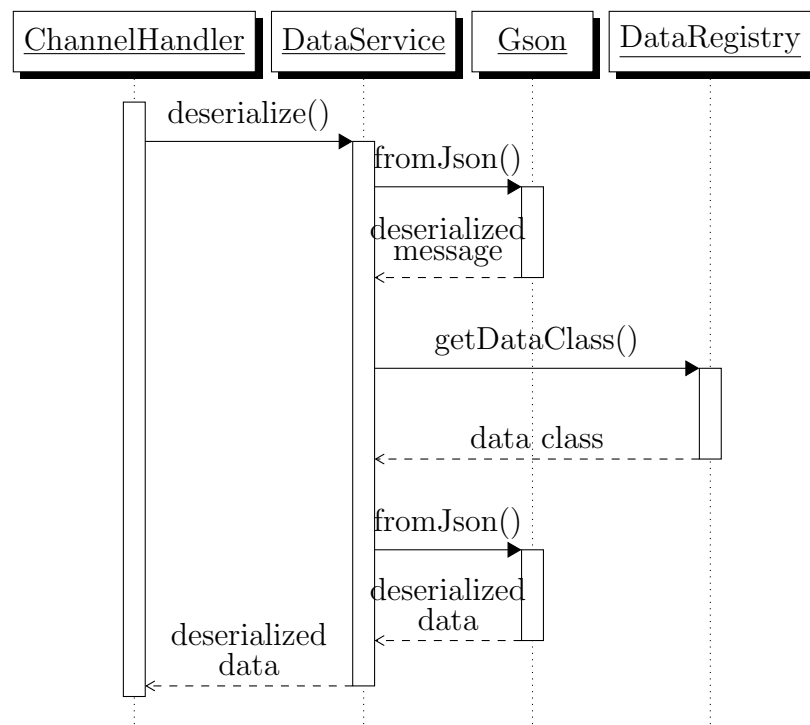 ChannelHandler DataService Gson DataRegistry
deserialize()
fromJson()
deserialized
message
getDataClass()
data class
fromJson()
deserialized
data
deserialized
data